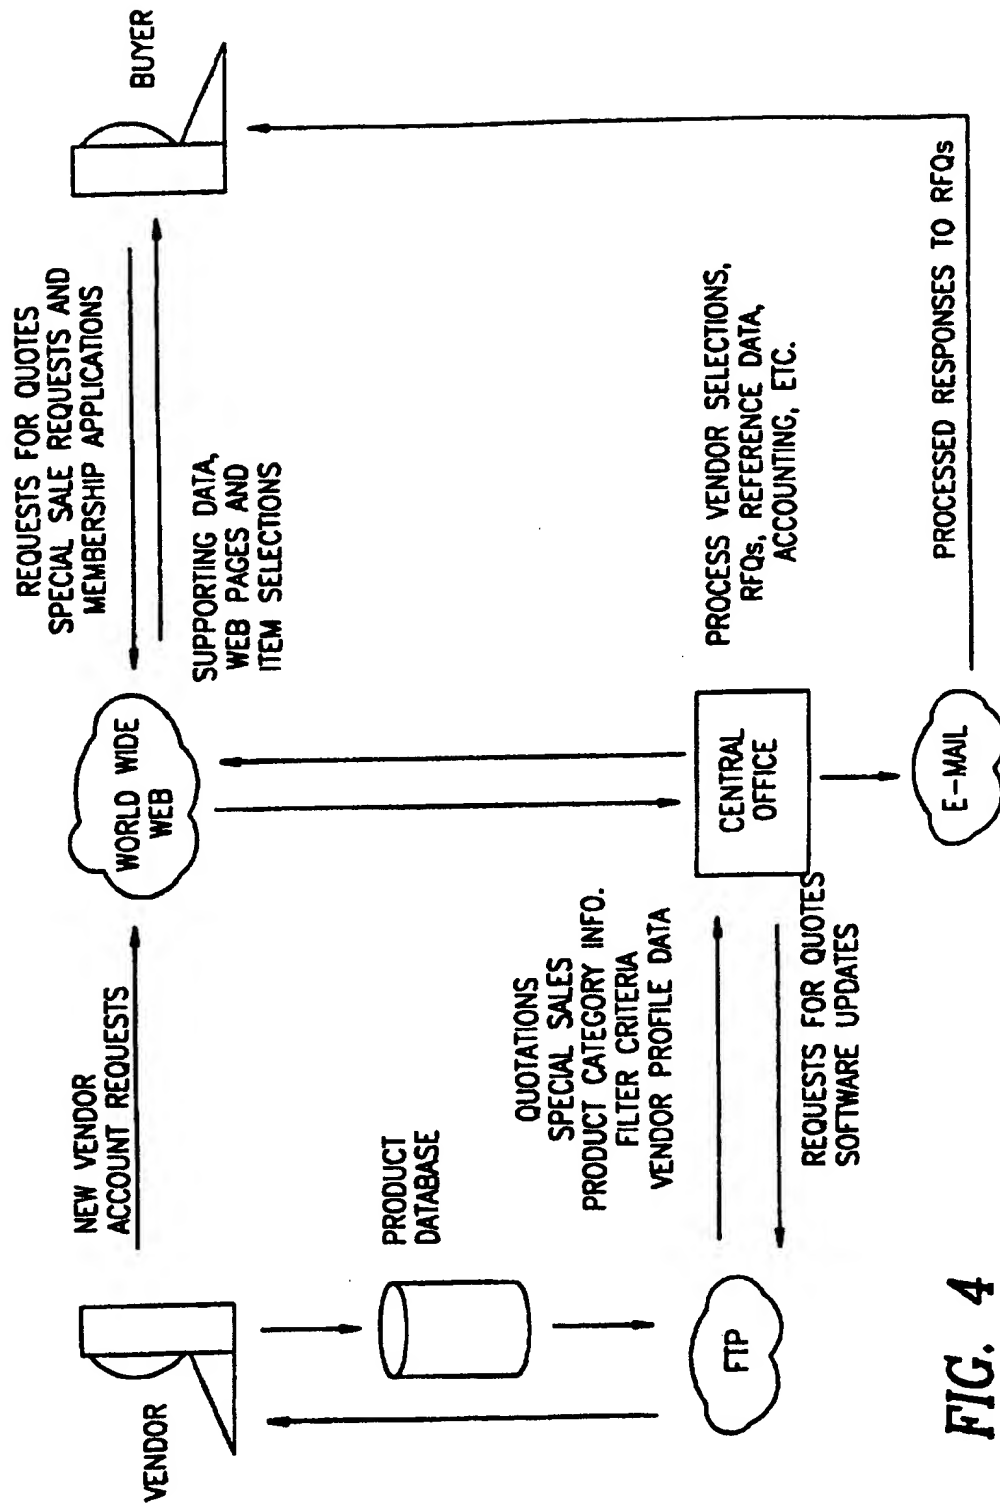 VENDOR
NEW VENDOR
ACCOUNT REQUESTS
WORLD WIDE
WEB
REQUESTS FOR QUOTES
SPECIAL SALE REQUESTS AND
MEMBERSHIP APPLICATIONS
SUPPORTING DATA,
WEB PAGES AND
ITEM SELECTIONS
BUYER
PRODUCT
DATABASE
FTP
QUOTATIONS
SPECIAL SALES
PRODUCT CATEGORY INFO.
FILTER CRITERIA
VENDOR PROFILE DATA
REQUESTS FOR QUOTES
SOFTWARE UPDATES
CENTRAL
OFFICE
PROCESS VENDOR SELECTIONS,
RFQs, REFERENCE DATA,
ACCOUNTING, ETC.
E-MAIL
PROCESSED RESPONSES TO RFQs
FIG. 4